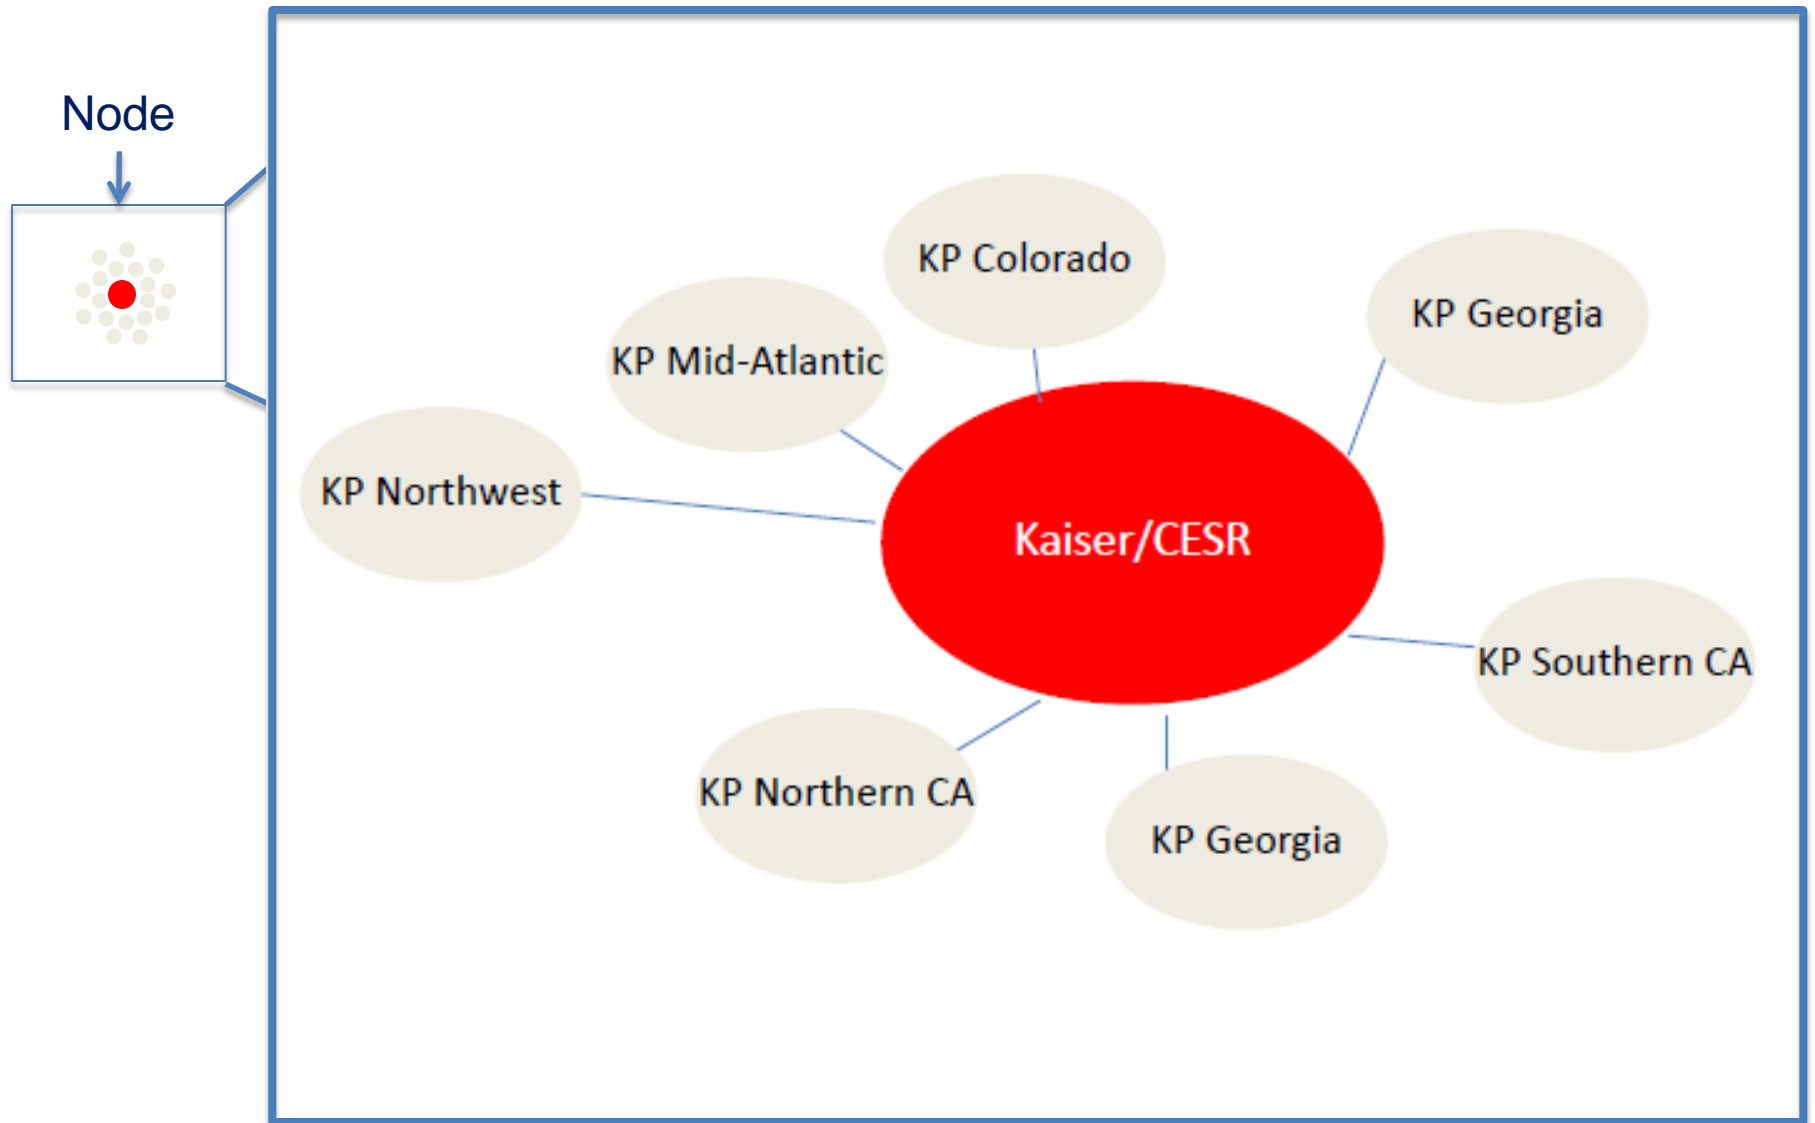 Node
KP Colorado
KP Georgia
KP Mid-Atlantic
KP Northwest
Kaiser/CESR
KP Southern CA
KP Northern CA
KP Georgia